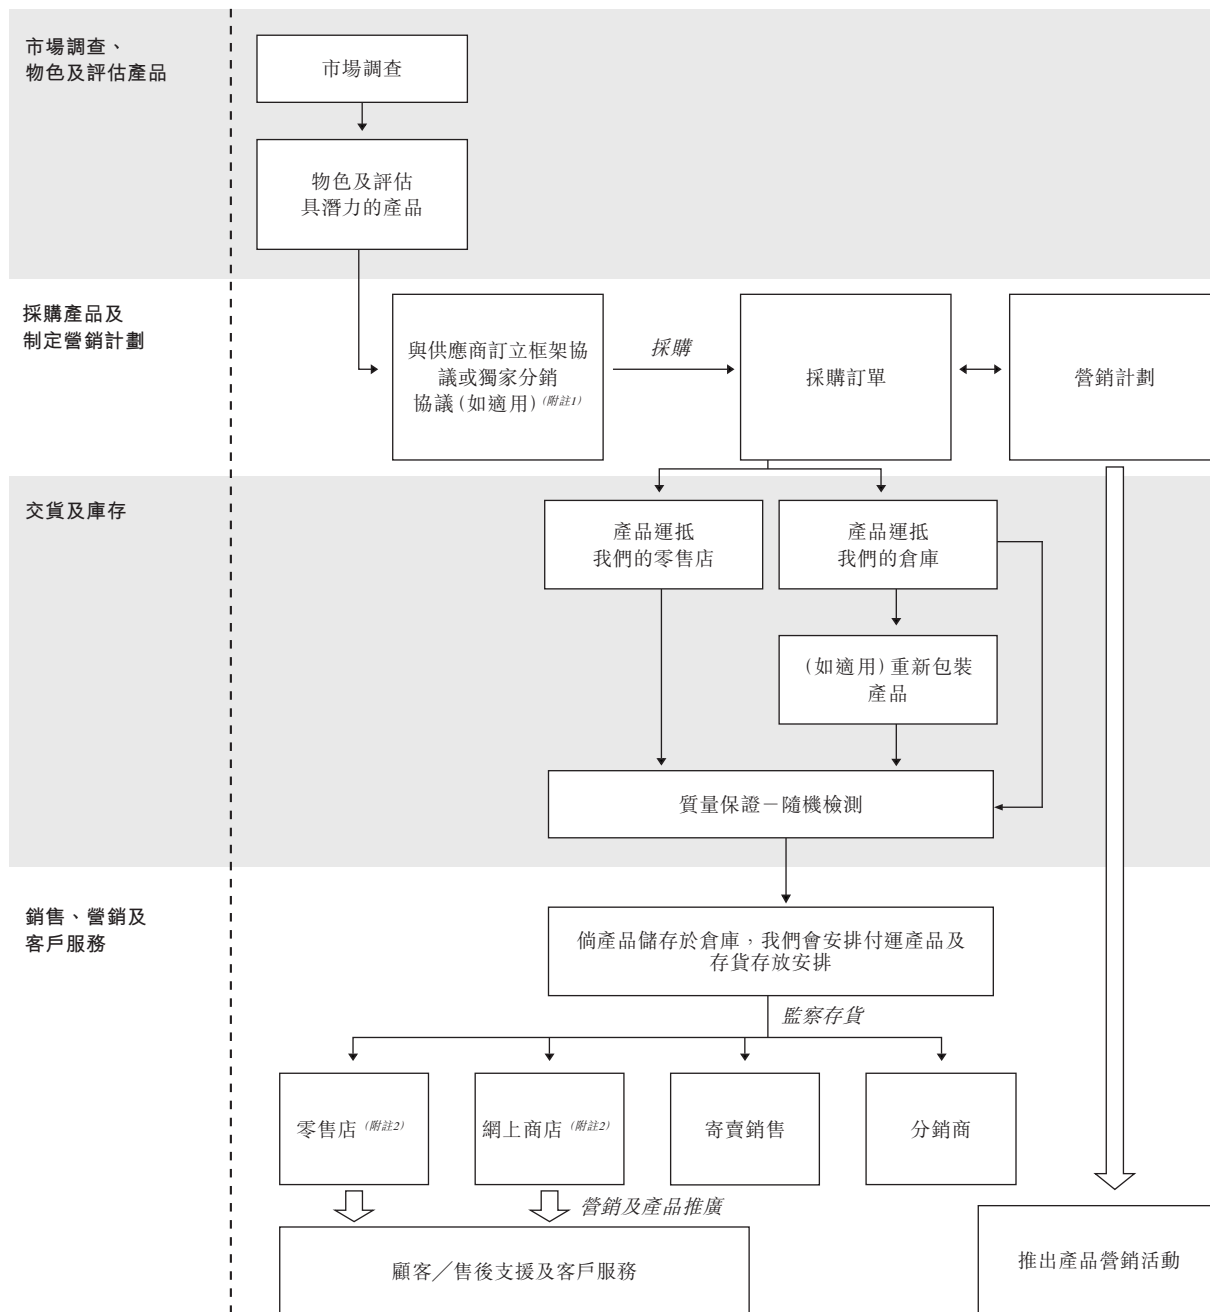 市場調查、
物色及評估產品
市場調查
物色及評估
具潛力的產品
採購產品及
制定營銷計劃
與供應商訂立框架協
議或獨家分銷
協議(如適用)(附註1)
採購
採購訂單
營銷計劃
交貨及庫存
產品運抵
我們的零售店
產品運抵
我們的倉庫
(如適用)重新包裝
產品
質量保證－隨機檢測
銷售、營銷及
客戶服務
倘產品儲存於倉庫，我們會安排付運產品及
存貨存放安排
監察存貨
零售店(附註2)
網上商店(附註2)
寄賣銷售
分銷商
營銷及產品推廣
顧客╱售後支援及客戶服務
推出產品營銷活動